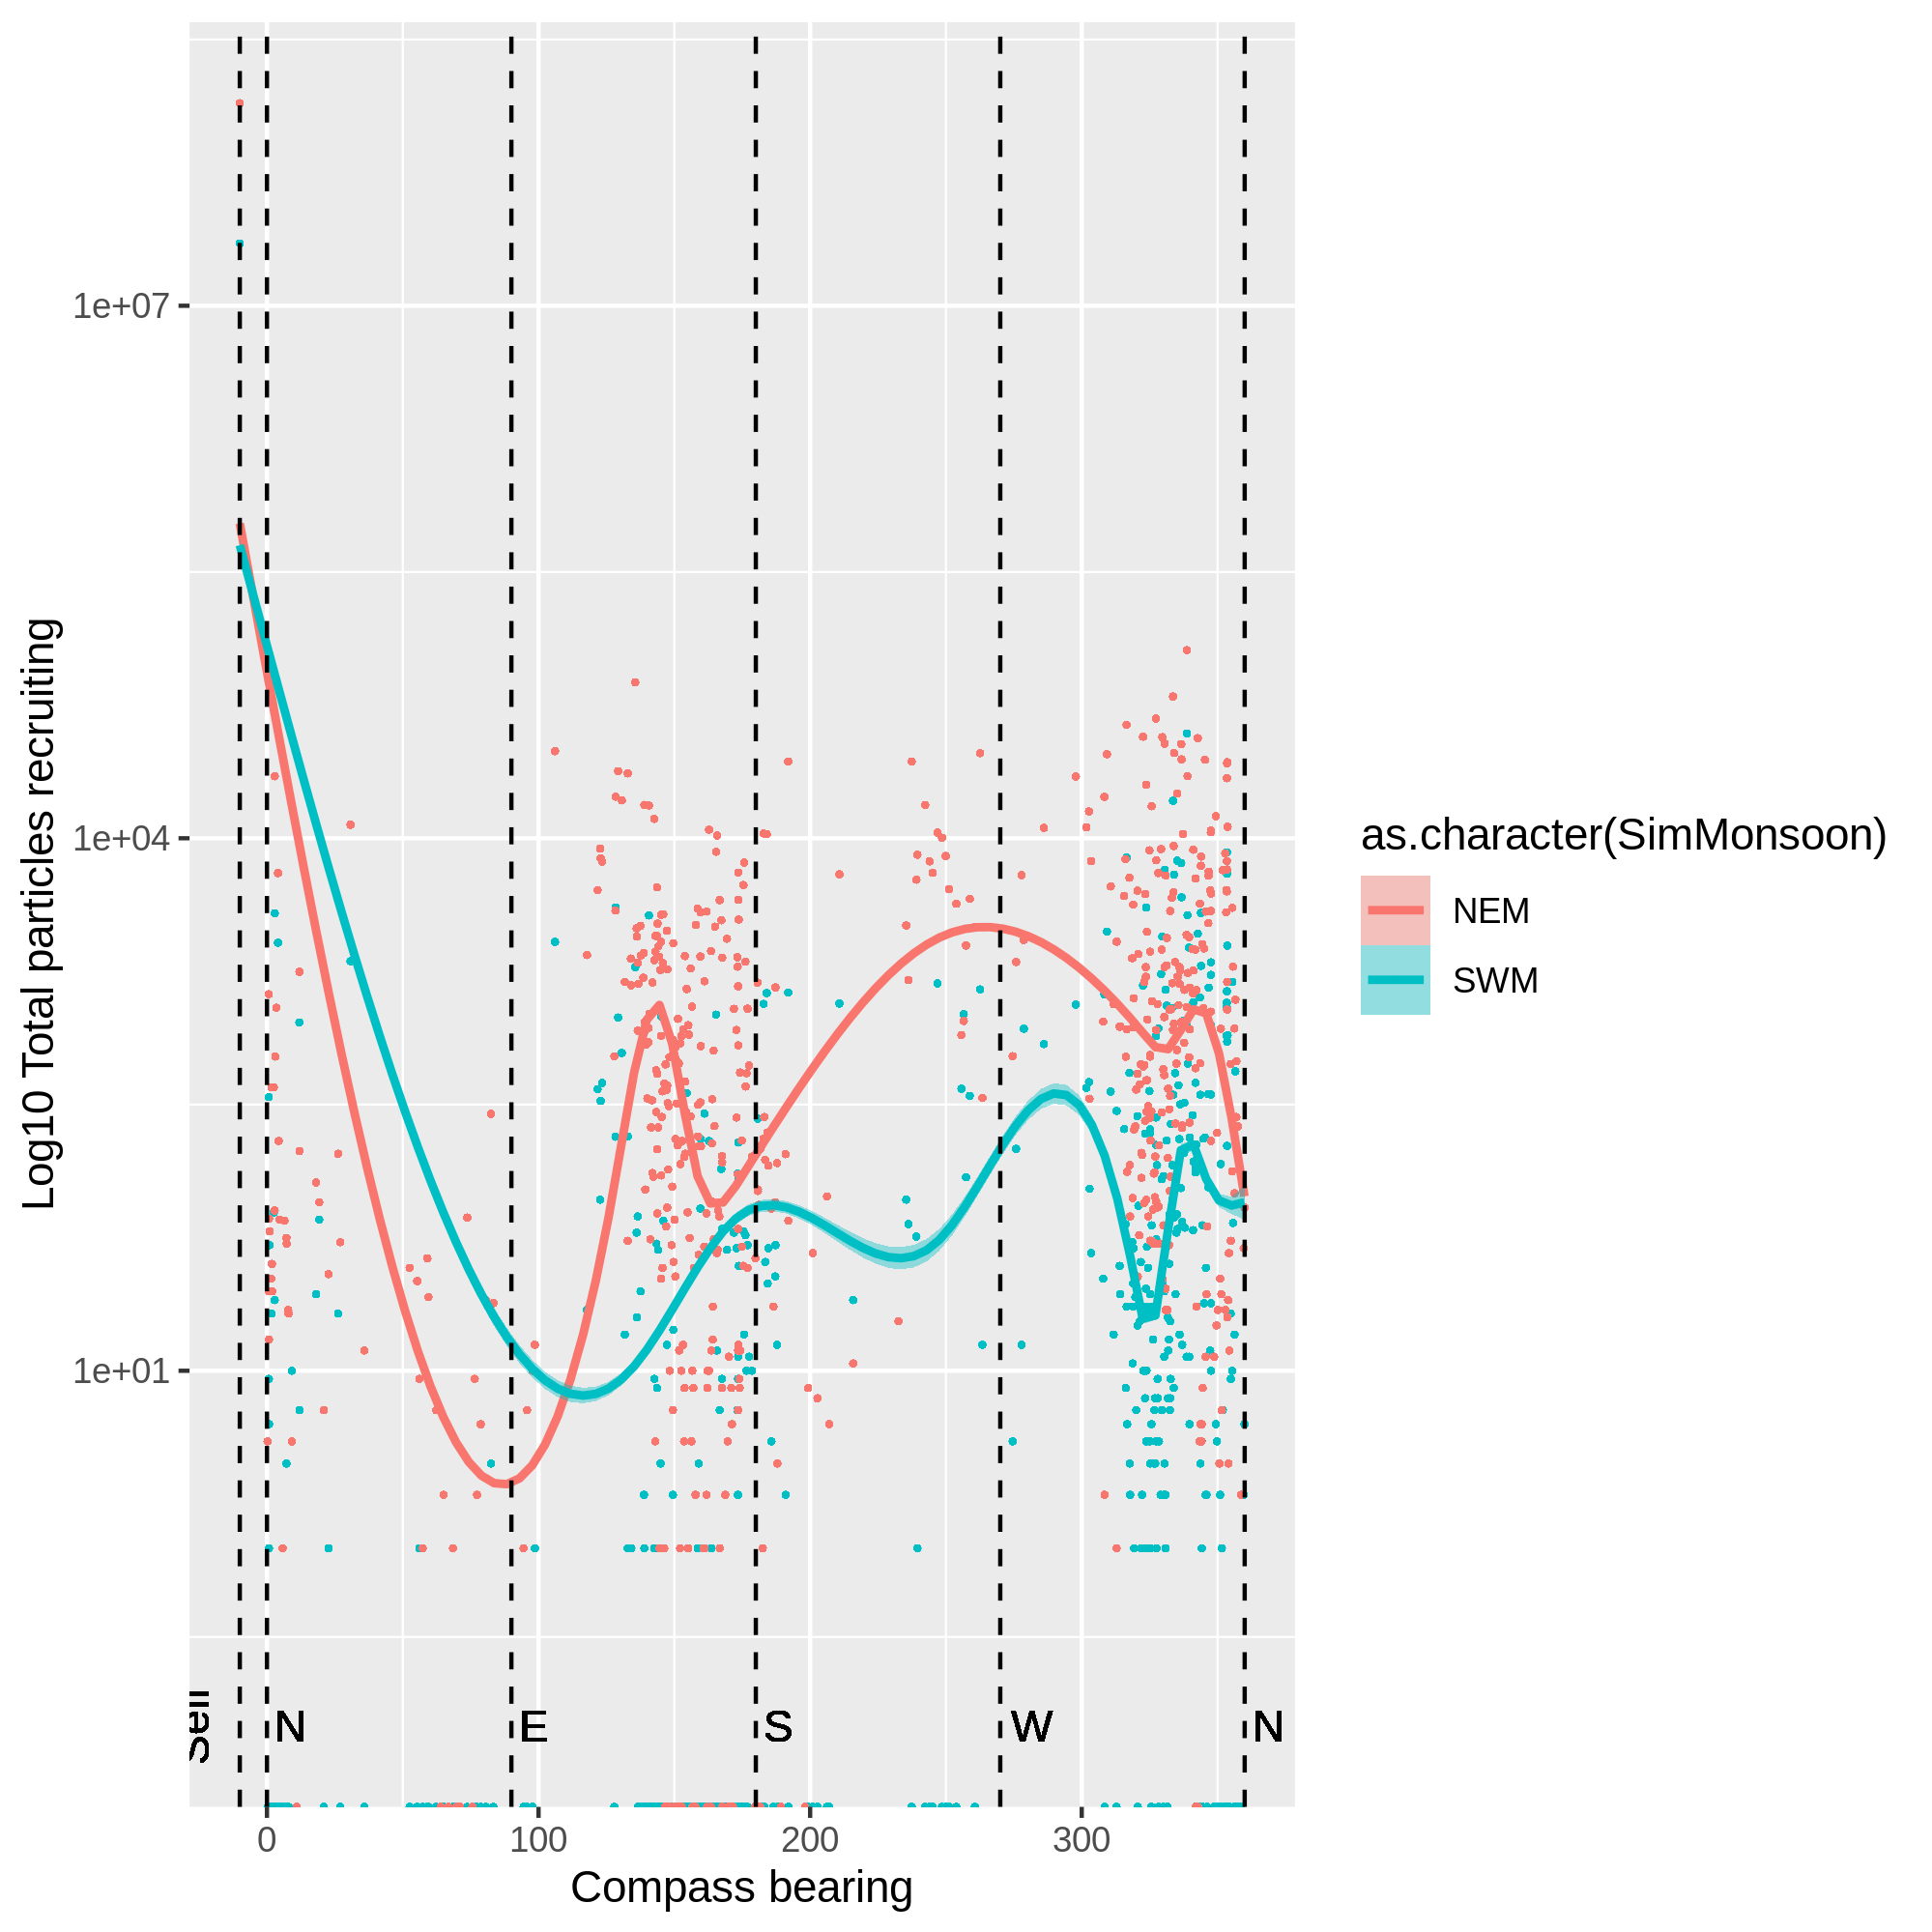 Log10 Total particles recruiting
1e+07
1e+04
1e+01
Self
N
E
S
W
N
0
100
200
300
Compass bearing
as.character(SimMonsoon)
NEM
SWM